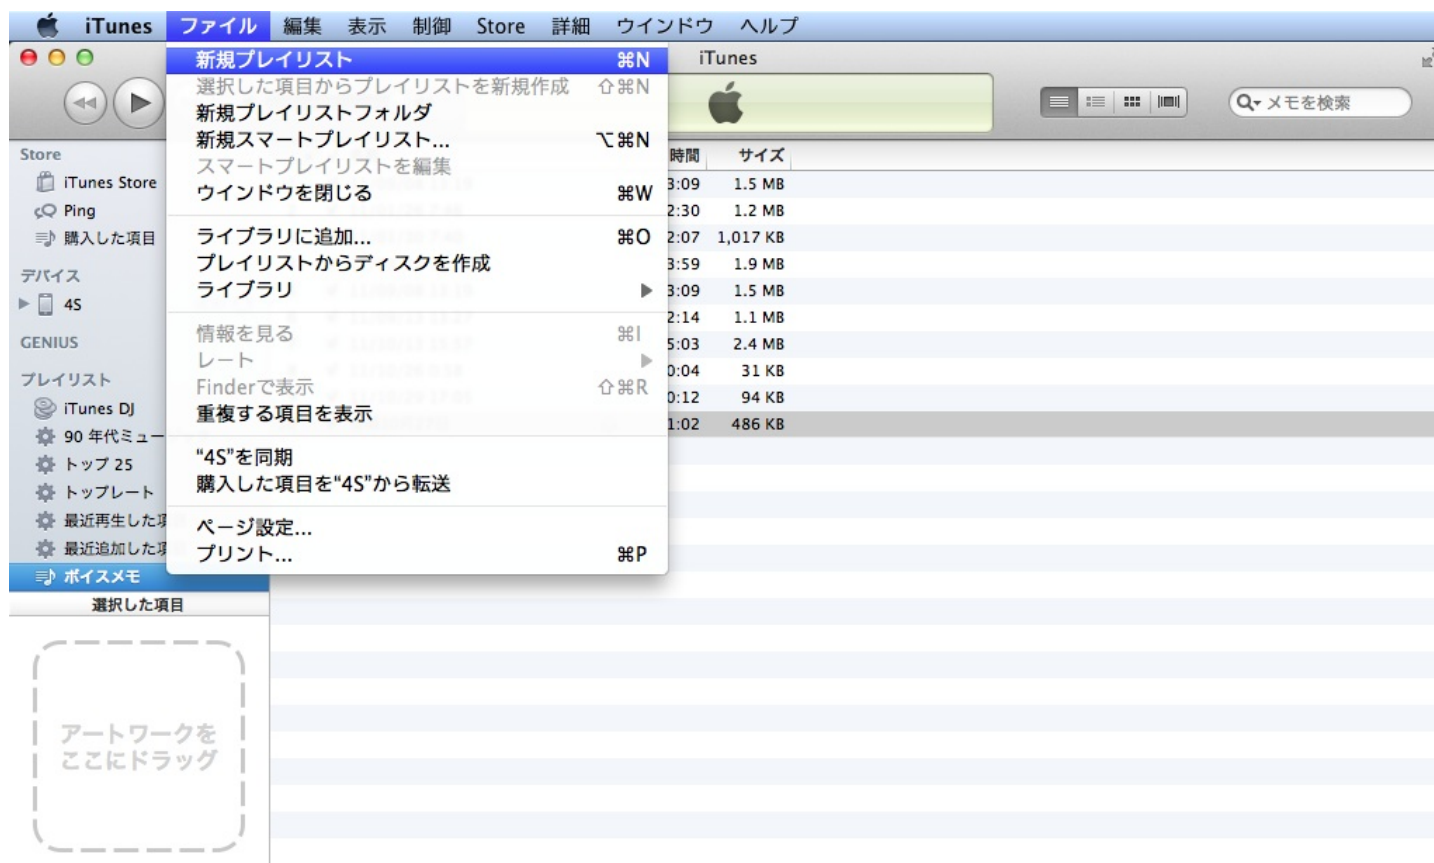 iTunes ファイル 編集 表示 制御 Store 詳細 ウインドウ ヘルプ
iTunes
メモを検索
新規プレイリスト ⌘N
選択した項目からプレイリストを新規作成 ⇧⌘N
新規プレイリストフォルダ
新規スマートプレイリスト... ⌥⌘N
スマートプレイリストを編集
ウインドウを閉じる ⌘W
ライブラリに追加... ⌘O
プレイリストからディスクを作成
ライブラリ
情報を見る ⌘I
レート
Finderで表示 ⇧⌘R
重複する項目を表示
“4S”を同期
購入した項目を“4S”から転送
ページ設定...
プリント... ⌘P
Store
iTunes Store
Ping
購入した項目
デバイス
4S
GENIUS
プレイリスト
iTunes DJ
90 年代ミュー
トップ 25
トップレート
最近再生した
最近追加した
ボイスメモ
選択した項目
アートワークを
ここにドラッグ
時間 サイズ
3:09 1.5 MB
2:30 1.2 MB
2:07 1,017 KB
3:59 1.9 MB
3:09 1.5 MB
2:14 1.1 MB
5:03 2.4 MB
0:04 31 KB
0:12 94 KB
1:02 486 KB